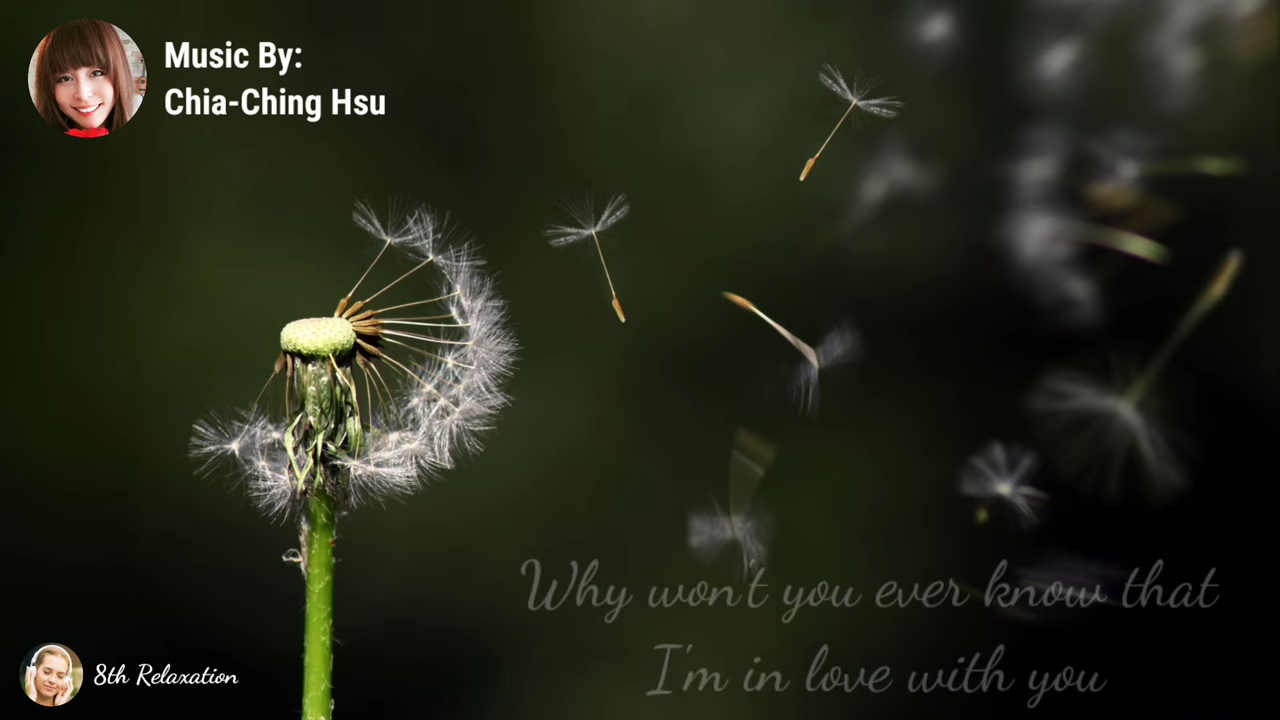 Music By:
Chia-Ching Hsu
Why won't you ever know that
I'm in love with you
8th Relaxation